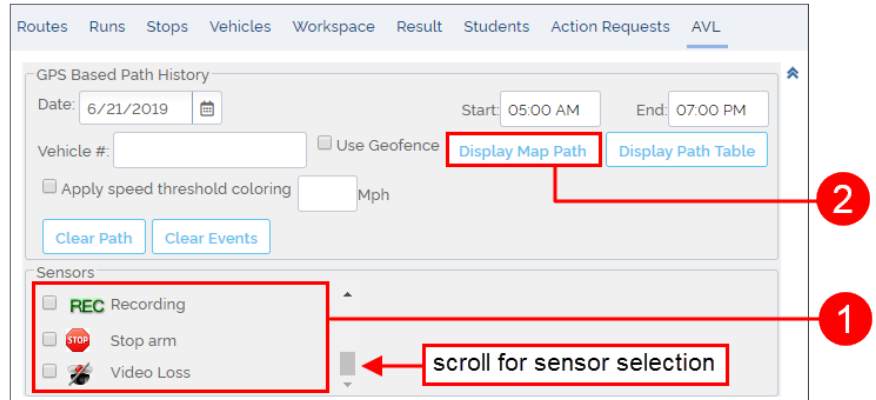 Routes Runs Stops Vehicles Workspace Result Students Action Requests AVL
GPS Based Path History
Date: 6/21/2019 Start: 05:00 AM End: 07:00 PM
Vehicle #: Use Geofence Display Map Path Display Path Table
Apply speed threshold coloring Mph
2
Clear Path Clear Events
Sensors
REC Recording
1
STOP Stop arm
scroll for sensor selection
Video Loss